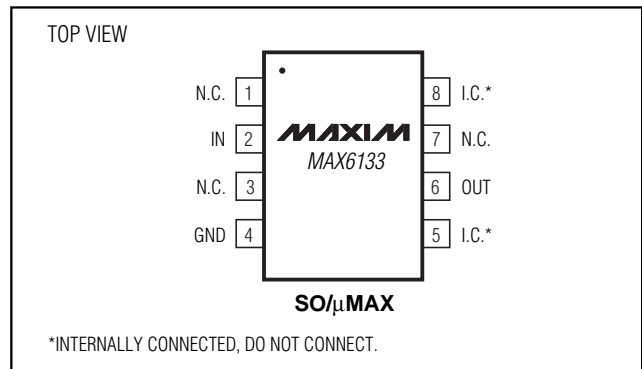 TOP VIEW
N.C. 1
8 I.C.*
IN 2
MAXIM
7 N.C.
MAX6133
N.C. 3
6 OUT
GND 4
5 I.C.*
SO/µMAX
*INTERNALLY CONNECTED, DO NOT CONNECT.